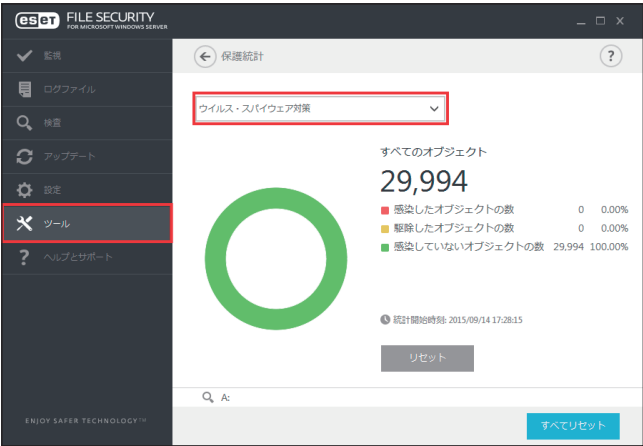 eset FILE SECURITY
FOR MICROSOFT WINDOWS SERVER
監視
ログファイル
検査
アップデート
設定
ツール
ヘルプとサポート
ENJOY SAFER TECHNOLOGY™
保護統計
?
ウイルス・スパイウェア対策
すべてのオブジェクト
29,994
感染したオブジェクトの数 0 0.00%
駆除したオブジェクトの数 0 0.00%
感染していないオブジェクトの数 29,994 100.00%
統計開始時刻: 2015/09/14 17:28:15
リセット
A:
すべてリセット